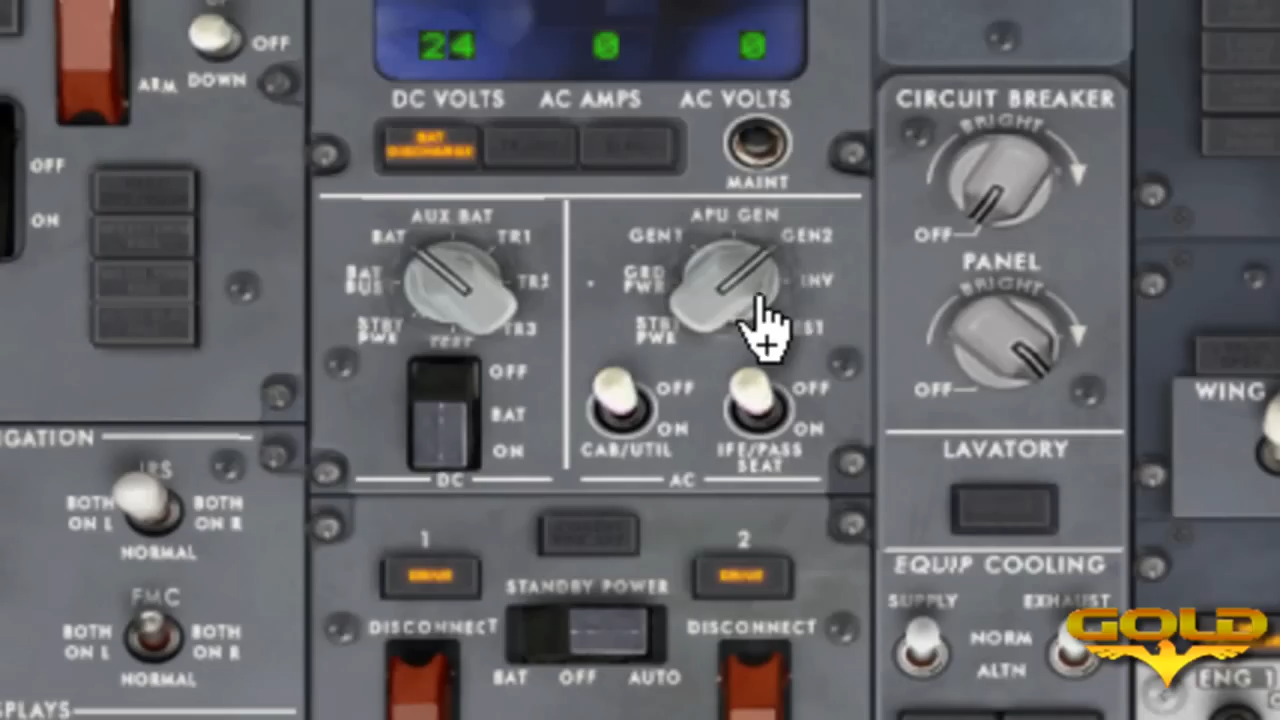 OFF
ARM DOWN
24 0 0
DC VOLTS AC AMPS AC VOLTS
BAT
DISCHARGE
MAINT
OFF
ON
AUX BAT
BAT TR1
BAT
BUS
TR2
STBY
PWR
TR3
TEST
OFF
BAT
ON
DC
APU GEN
GEN1 GEN2
GRD
PWR
INV
STBY
PWR
OFF
ON
CAB/UTIL
OFF
ON
IFE/PASS
SEAT
AC
CIRCUIT BREAKER
BRIGHT
OFF
PANEL
BRIGHT
OFF
LAVATORY
EQUIP COOLING
SUPPLY EXHAUST
NORM
ALTN
WING
IGATION
IRS
BOTH
ON L
BOTH
ON R
NORMAL
FMC
BOTH
ON L
BOTH
ON R
NORMAL
SPLAYS
1 2
DRIVE DRIVE
STANDBY POWER
DISCONNECT DISCONNECT
BAT OFF AUTO
GOLD
ENG 1